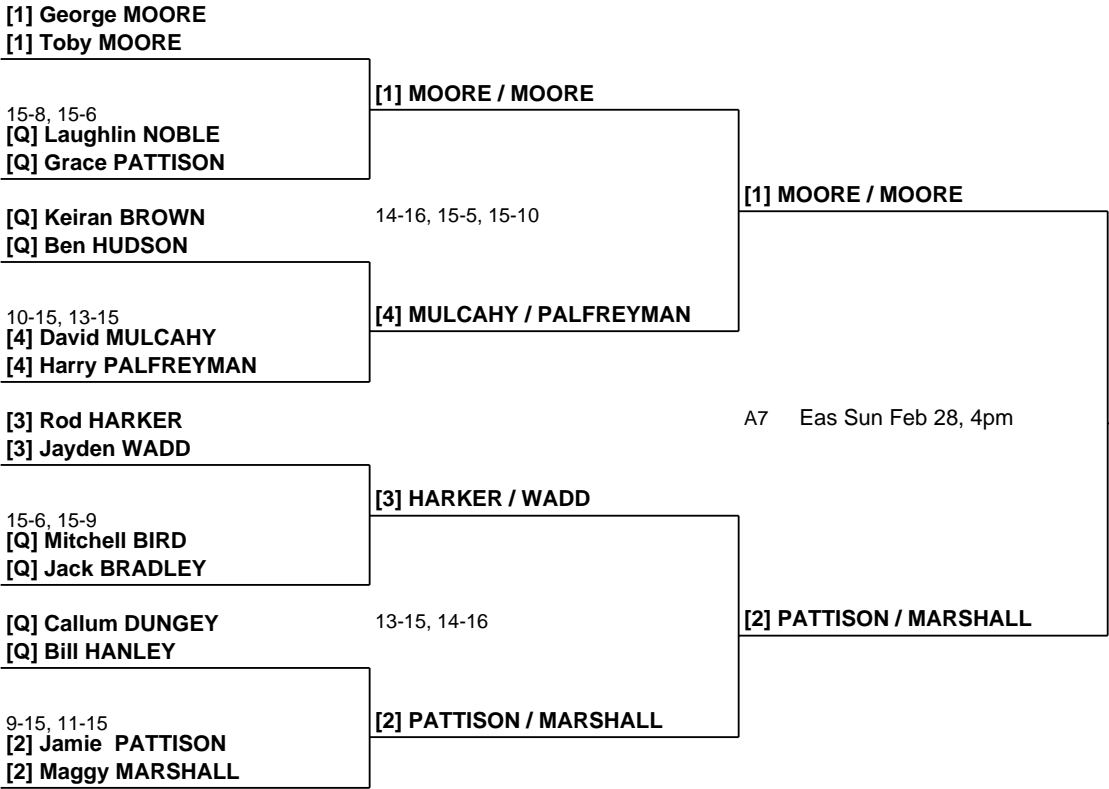 [1] George MOORE
[1] Toby MOORE
[1] MOORE / MOORE
15-8, 15-6
[Q] Laughlin NOBLE
[Q] Grace PATTISON
[1] MOORE / MOORE
[Q] Keiran BROWN
14-16, 15-5, 15-10
[Q] Ben HUDSON
[4] MULCAHY / PALFREYMAN
10-15, 13-15
[4] David MULCAHY
[4] Harry PALFREYMAN
[3] Rod HARKER
A7 Eas Sun Feb 28, 4pm
[3] Jayden WADD
[3] HARKER / WADD
15-6, 15-9
[Q] Mitchell BIRD
[Q] Jack BRADLEY
[Q] Callum DUNGEY
13-15, 14-16
[2] PATTISON / MARSHALL
[Q] Bill HANLEY
[2] PATTISON / MARSHALL
9-15, 11-15
[2] Jamie PATTISON
[2] Maggy MARSHALL